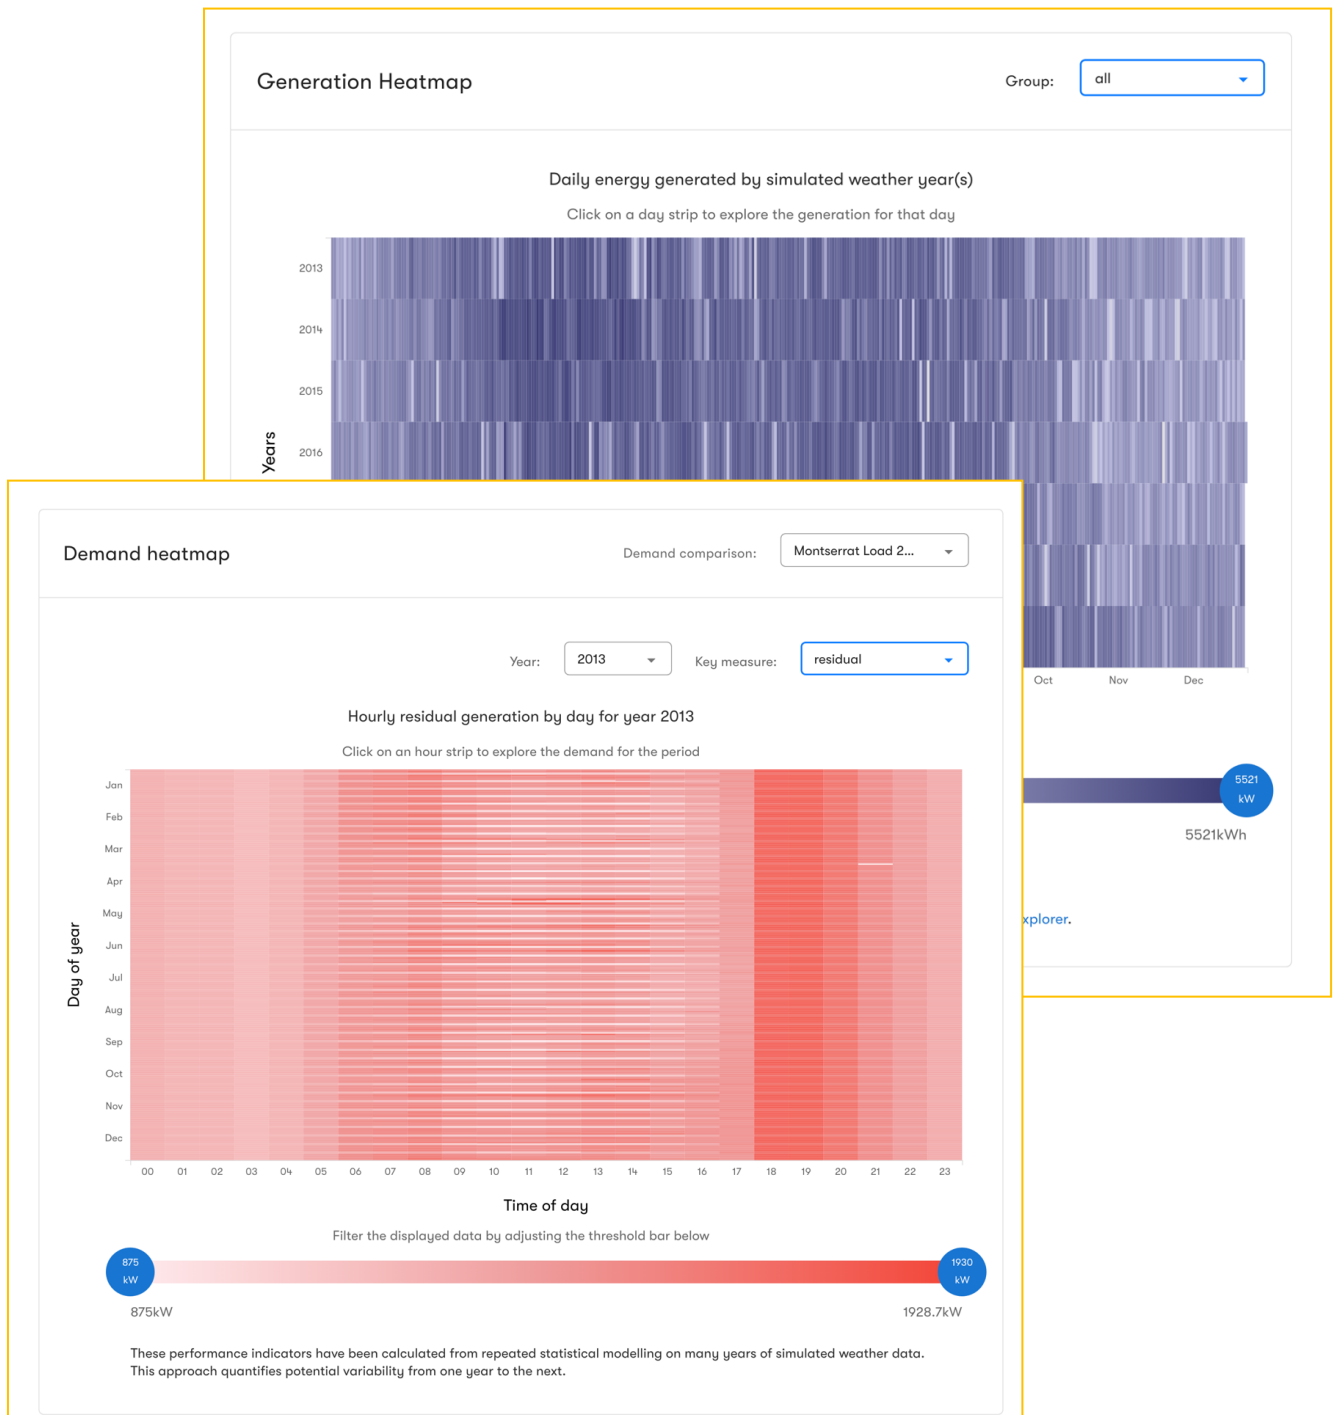 Generation Heatmap
Group:
all
Daily energy generated by simulated weather year(s)
Click on a day strip to explore the generation for that day
2013
2014
2015
2016
Years
Oct Nov Dec
5521
kW
5521kWh
xplorer.
Demand heatmap
Demand comparison:
Montserrat Load 2...
Year:
2013
Key measure:
residual
Hourly residual generation by day for year 2013
Click on an hour strip to explore the demand for the period
Jan
Feb
Mar
Apr
May
Jun
Jul
Aug
Sep
Oct
Nov
Dec
Day of year
00 01 02 03 04 05 06 07 08 09 10 11 12 13 14 15 16 17 18 19 20 21 22 23
Time of day
Filter the displayed data by adjusting the threshold bar below
875
kW
1930
kW
875kW
1928.7kW
These performance indicators have been calculated from repeated statistical modelling on many years of simulated weather data.
This approach quantifies potential variability from one year to the next.